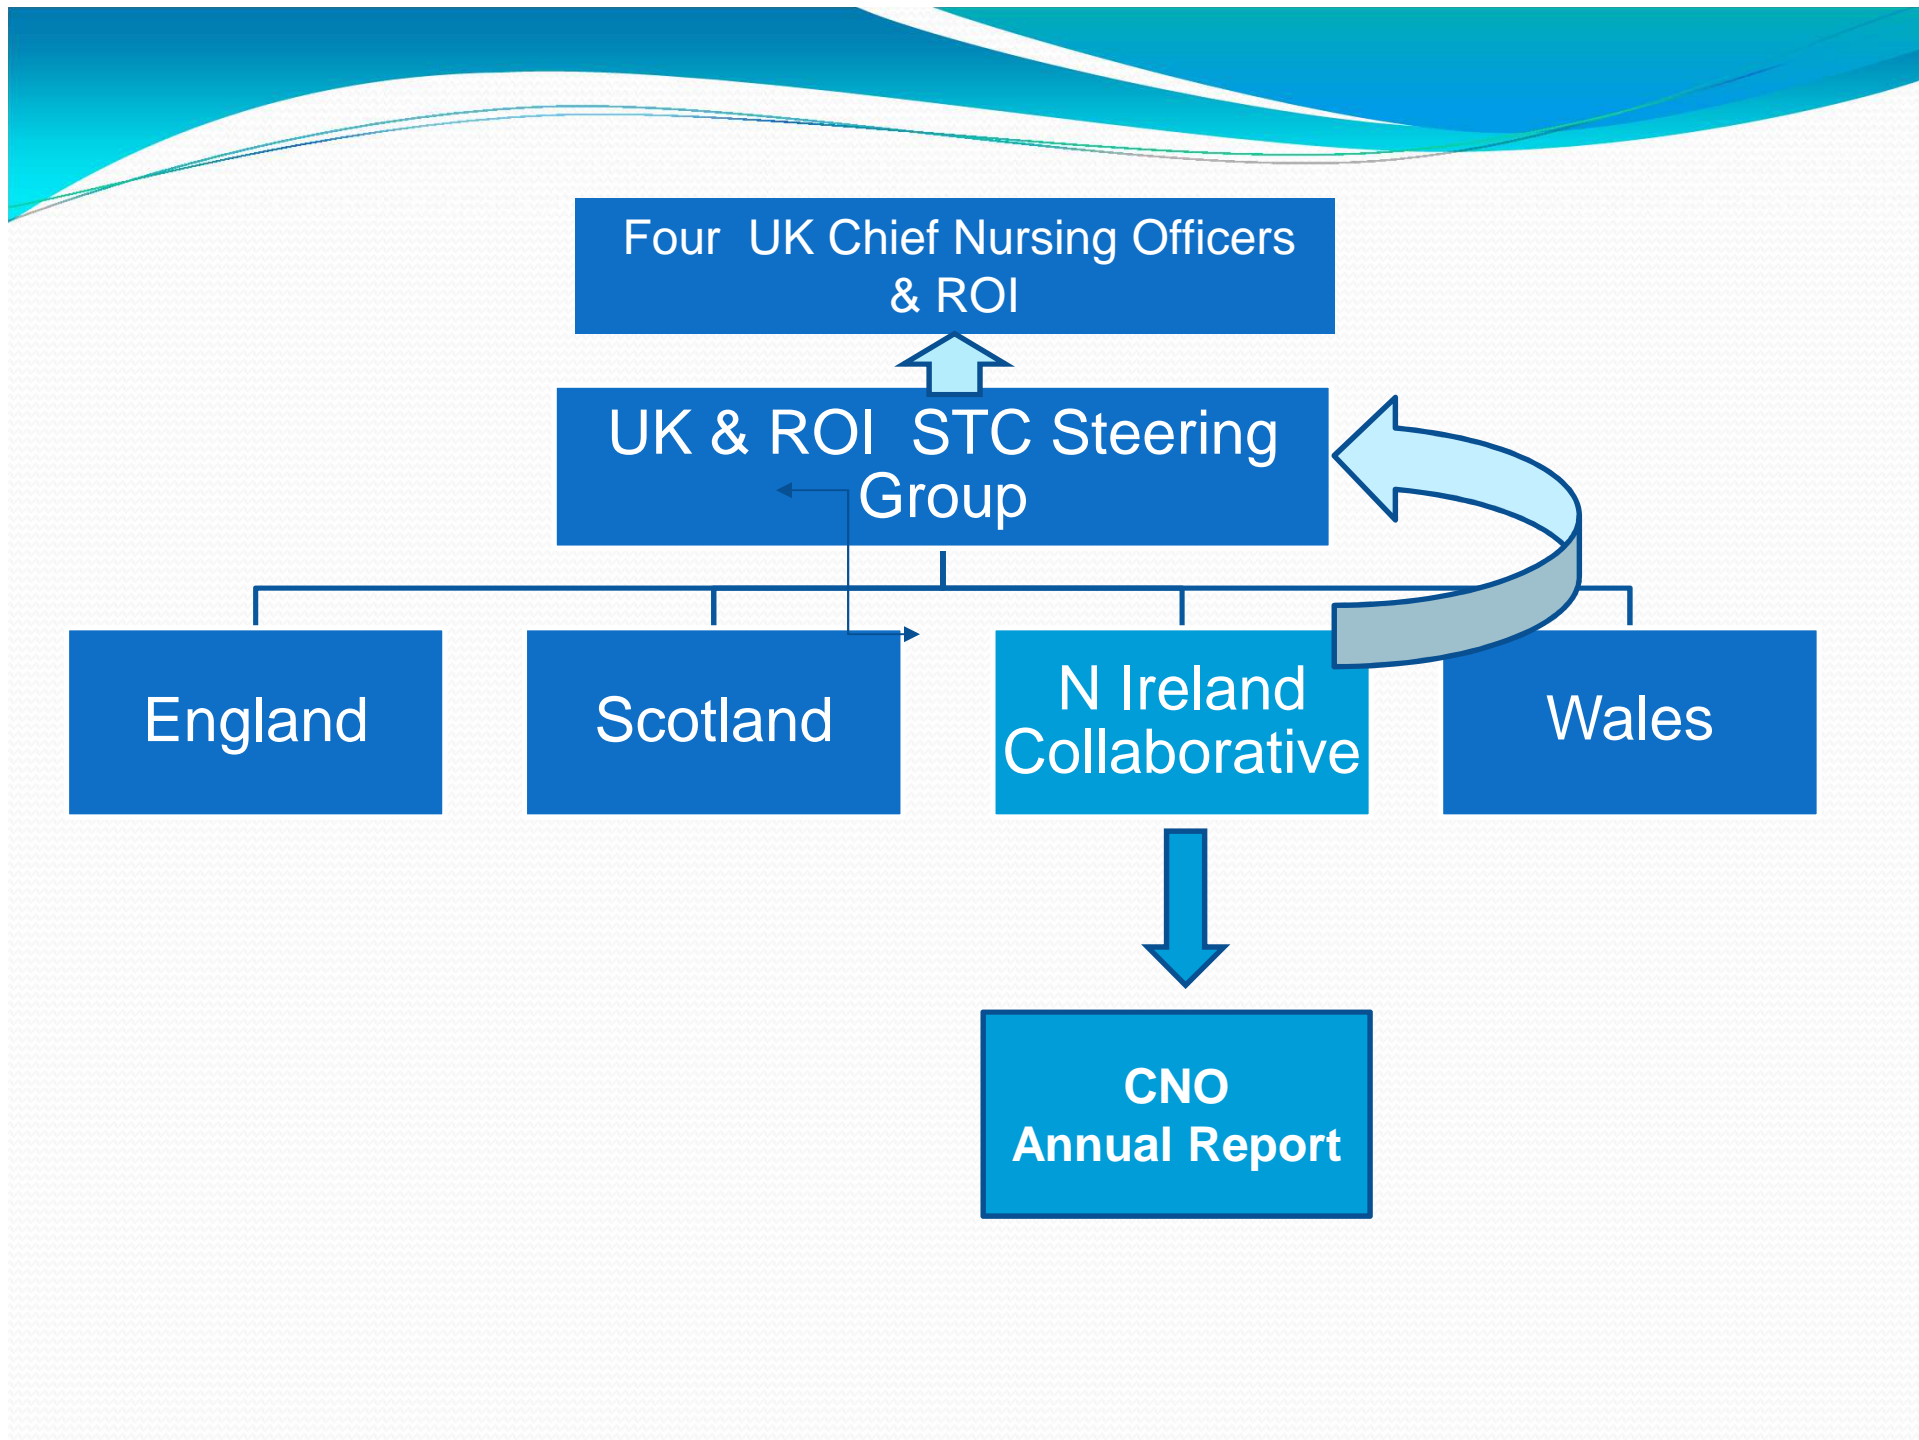 Four UK Chief Nursing Officers
& ROI
UK & ROI STC Steering
Group
England
Scotland
N Ireland
Collaborative
Wales
CNO
Annual Report